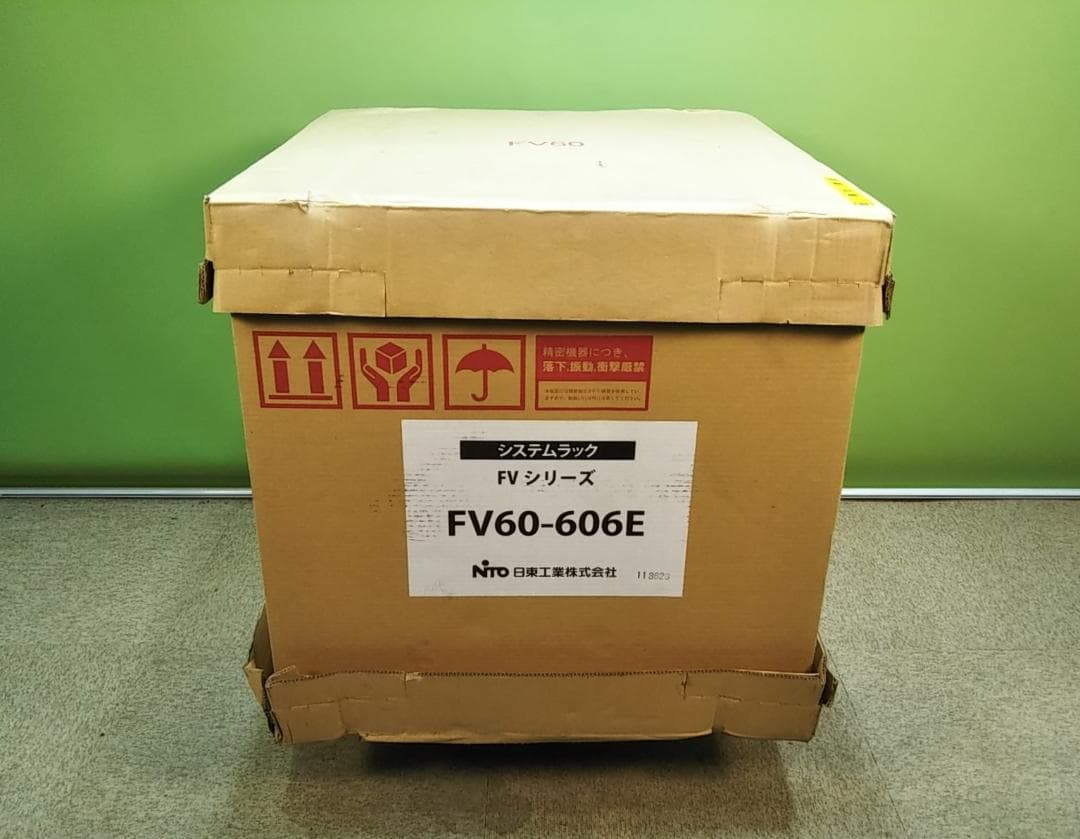 FV60
精密機器につき、
落下、振動、衝撃厳禁
システムラック
FV シリーズ
FV60-606E
NITO 日東工業株式会社